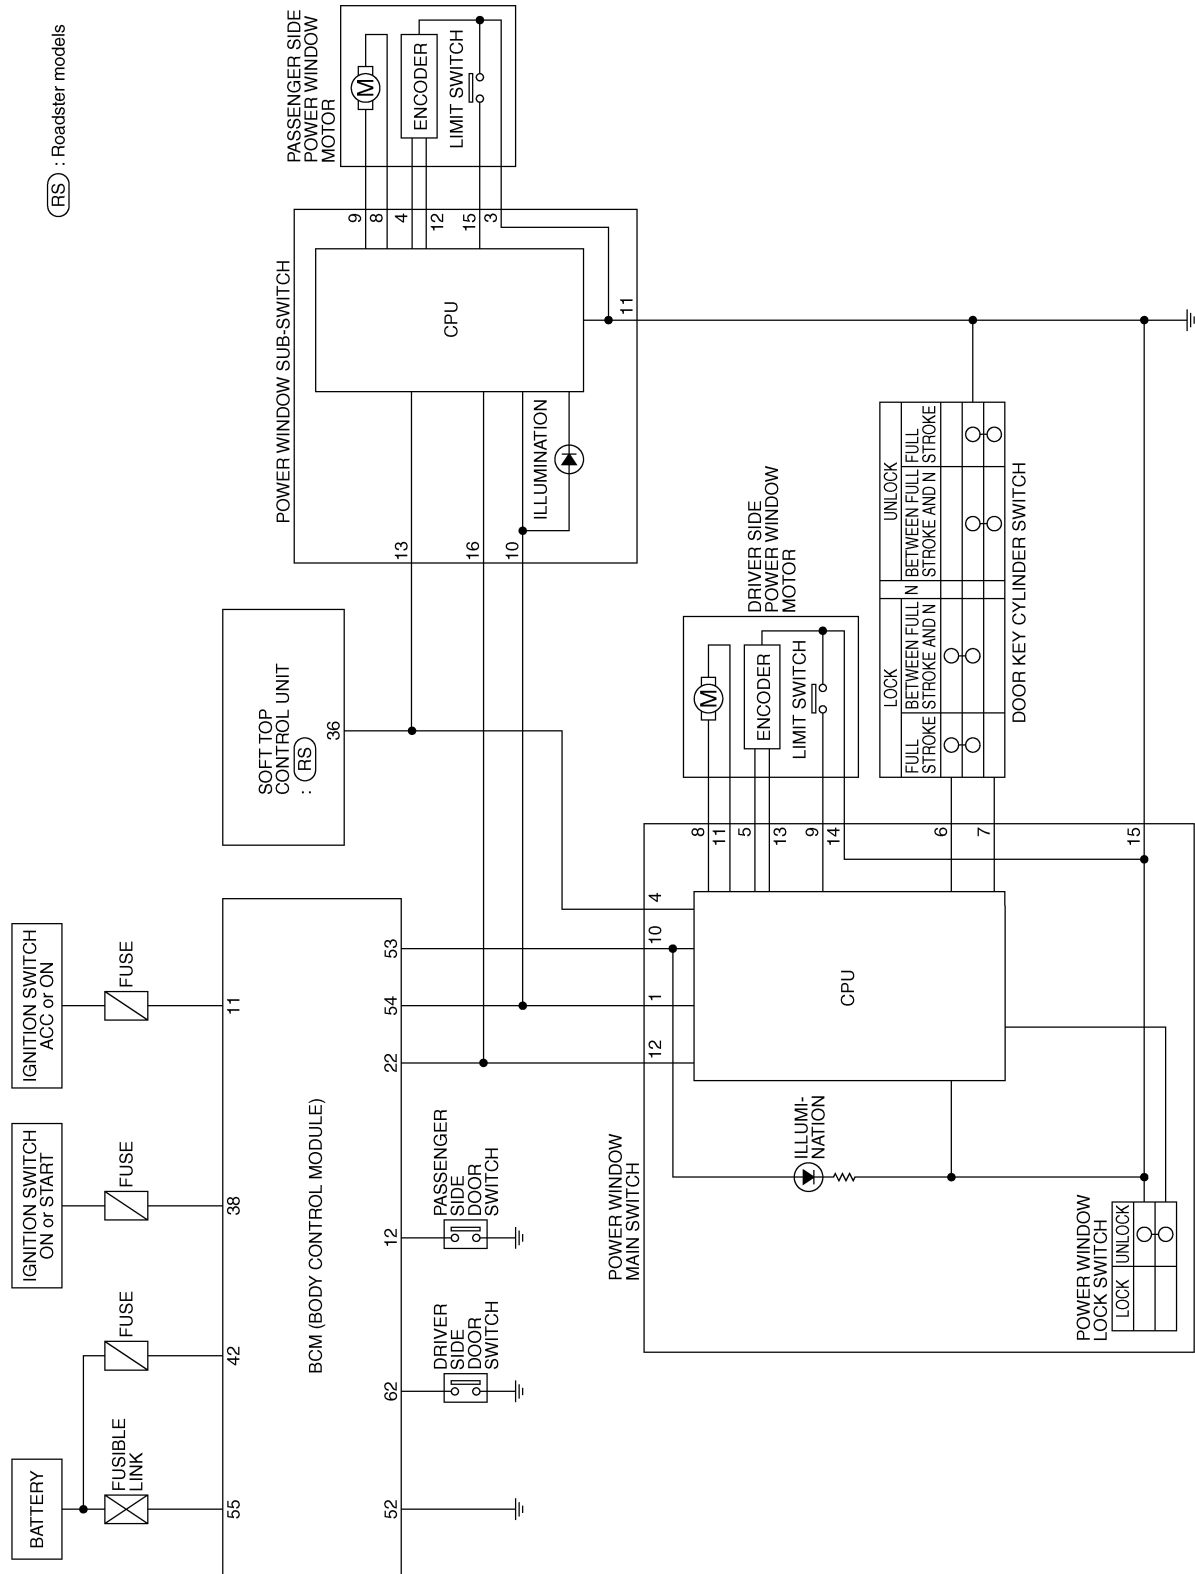 BATTERY
FUSIBLE
LINK
FUSE
IGNITION SWITCH
ON or START
FUSE
IGNITION SWITCH
ACC or ON
FUSE
55
42
38
11
BCM (BODY CONTROL MODULE)
52
62
12
22
54
53
DRIVER
SIDE
DOOR
SWITCH
PASSENGER
SIDE
DOOR
SWITCH
SOFT TOP
CONTROL UNIT
: RS
36
RS : Roadster models
POWER WINDOW SUB-SWITCH
13
16
10
CPU
ILLUMINATION
9
8
4
12
15
3
11
PASSENGER SIDE
POWER WINDOW
MOTOR
M
ENCODER
LIMIT SWITCH
POWER WINDOW
MAIN SWITCH
12
1
10
4
CPU
ILLUMI-
NATION
8
11
5
13
9
14
6
7
15
DRIVER SIDE
POWER WINDOW
MOTOR
M
ENCODER
LIMIT SWITCH
LOCK
N
UNLOCK
FULL
STROKE
BETWEEN FULL
STROKE AND N
BETWEEN FULL
STROKE AND N
FULL
STROKE
DOOR KEY CYLINDER SWITCH
POWER WINDOW
LOCK SWITCH
LOCK
UNLOCK